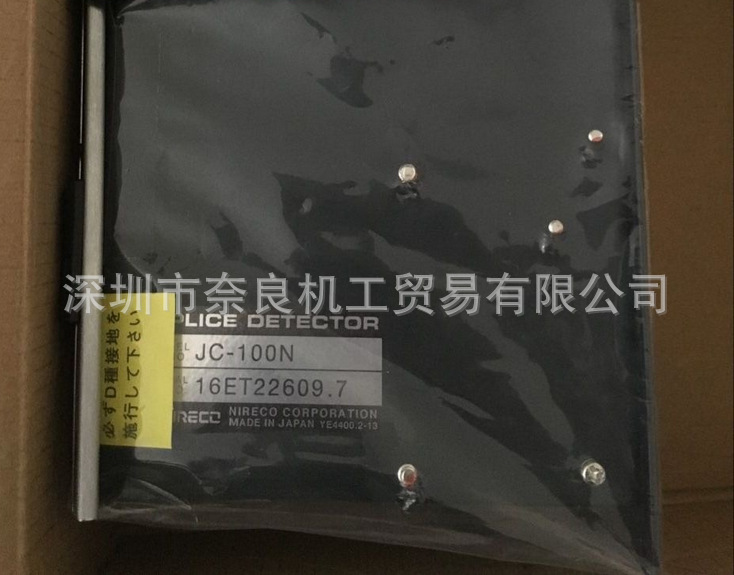 深圳市奈良机工贸易有限公司
PLICE DETECTOR
JC-100N
16ET22609.7
NIRECO NIRECO CORPORATION
MADE IN JAPAN YE4400.2-13
必ずD種接地を
施行して下さい